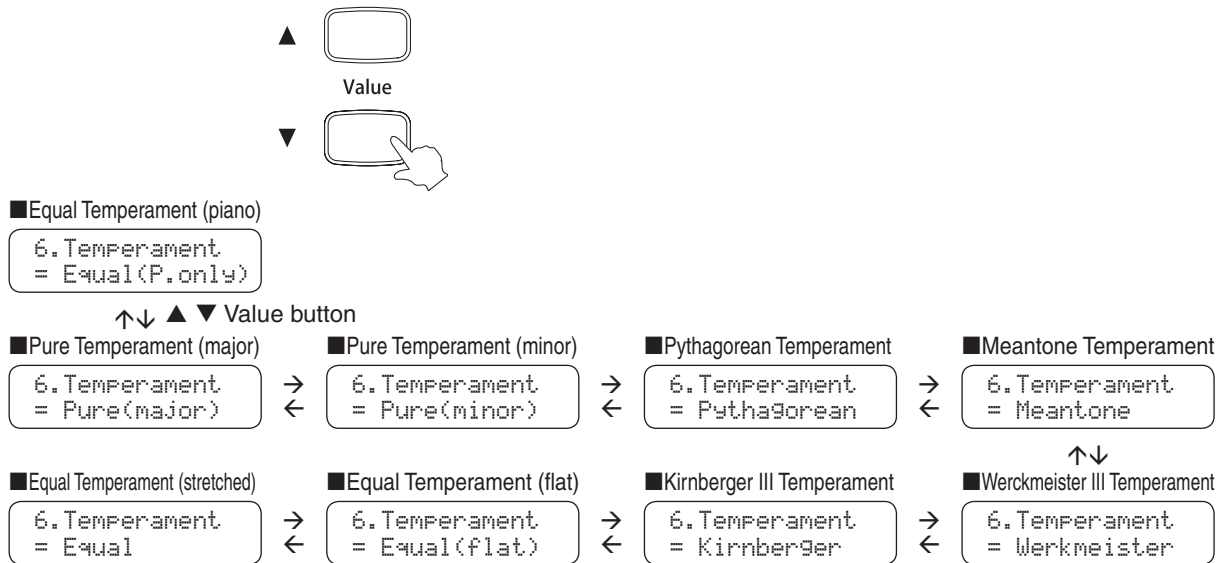 ▲
Value
▼
■Equal Temperament (piano)
6.Temperament
= Equal(P.only)
↑↓ ▲ ▼ Value button
■Pure Temperament (major) ■Pure Temperament (minor) ■Pythagorean Temperament ■Meantone Temperament
6.Temperament → 6.Temperament → 6.Temperament → 6.Temperament
= Pure(major) ← = Pure(minor) ← = Pythagorean ← = Meantone
↑↓
■Equal Temperament (stretched) ■Equal Temperament (flat) ■Kirnberger III Temperament ■Werckmeister III Temperament
6.Temperament → 6.Temperament → 6.Temperament → 6.Temperament
= Equal ← = Equal(flat) ← = Kirnberger ← = Werkmeister